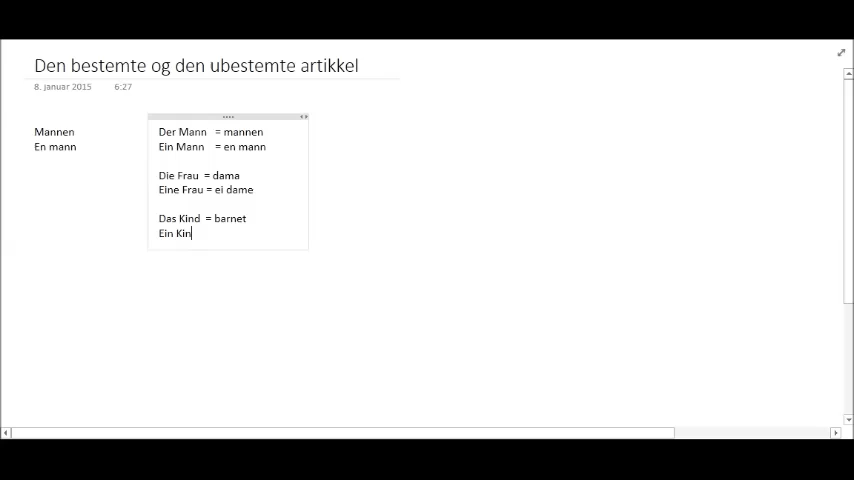 Den bestemte og den ubestemte artikkel
8. januar 2015 6:27
Mannen
En mann
Der Mann = mannen
Ein Mann = en mann
Die Frau = dama
Eine Frau = ei dame
Das Kind = barnet
Ein Kin